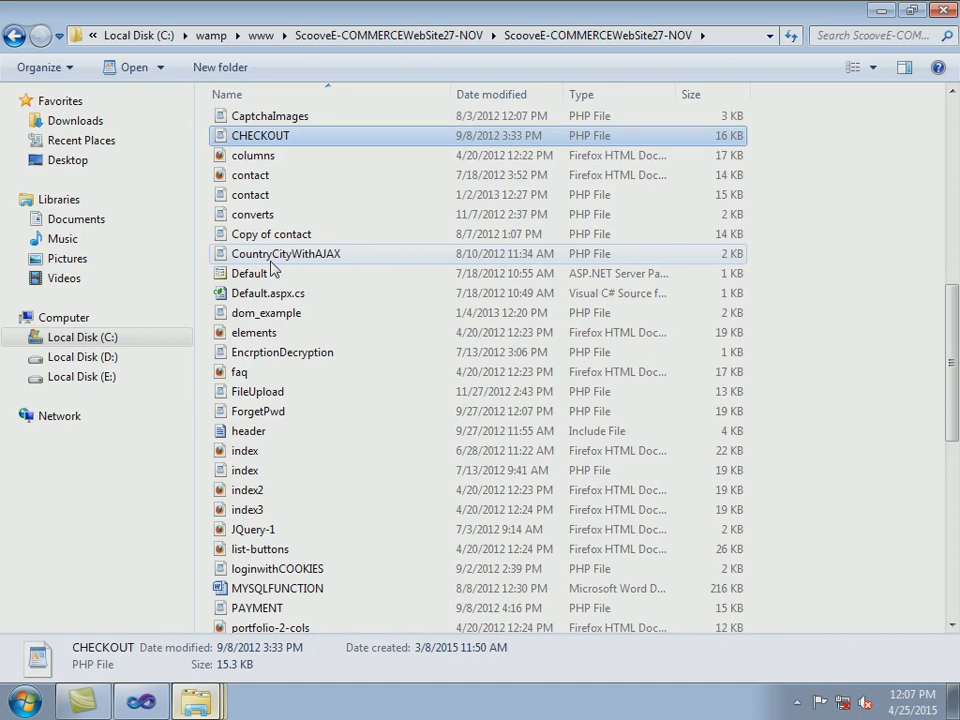 Local Disk (C:) wamp www ScooveE-COMMERCEWebSite27-NOV ScooveE-COMMERCEWebSite27-NOV Search ScooveE-COM...
Organize Open New folder
Name Date modified Type Size
Favorites
Downloads
Recent Places
Desktop
Libraries
Documents
Music
Pictures
Videos
Computer
Local Disk (C:)
Local Disk (D:)
Local Disk (E:)
Network
CaptchaImages 8/3/2012 12:07 PM PHP File 3 KB
CHECKOUT 9/8/2012 3:33 PM PHP File 16 KB
columns 4/20/2012 12:22 PM Firefox HTML Doc... 17 KB
contact 7/18/2012 3:52 PM Firefox HTML Doc... 14 KB
contact 1/2/2013 12:27 PM PHP File 15 KB
converts 11/7/2012 2:37 PM PHP File 2 KB
Copy of contact 8/7/2012 1:07 PM PHP File 14 KB
CountryCityWithAJAX 8/10/2012 11:34 AM PHP File 2 KB
Default 7/18/2012 10:55 AM ASP.NET Server Pa... 1 KB
Default.aspx.cs 7/18/2012 10:49 AM Visual C# Source f... 1 KB
dom_example 1/4/2013 12:20 PM PHP File 2 KB
elements 4/20/2012 12:23 PM Firefox HTML Doc... 19 KB
EncrptionDecryption 7/13/2012 3:06 PM PHP File 1 KB
faq 4/20/2012 12:23 PM Firefox HTML Doc... 17 KB
FileUpload 11/27/2012 2:43 PM PHP File 13 KB
ForgetPwd 9/27/2012 12:07 PM PHP File 19 KB
header 9/27/2012 11:55 AM Include File 4 KB
index 6/28/2012 11:22 AM Firefox HTML Doc... 22 KB
index 7/13/2012 9:41 AM PHP File 19 KB
index2 4/20/2012 12:23 PM Firefox HTML Doc... 19 KB
index3 4/20/2012 12:24 PM Firefox HTML Doc... 19 KB
JQuery-1 7/3/2012 9:14 AM Firefox HTML Doc... 2 KB
list-buttons 4/20/2012 12:24 PM Firefox HTML Doc... 26 KB
loginwithCOOKIES 9/2/2012 2:39 PM PHP File 2 KB
MYSQLFUNCTION 8/8/2012 12:30 PM Microsoft Word D... 216 KB
PAYMENT 9/8/2012 4:16 PM PHP File 15 KB
portfolio-2-cols 4/20/2012 12:24 PM Firefox HTML Doc... 12 KB
CHECKOUT Date modified: 9/8/2012 3:33 PM Date created: 3/8/2015 11:50 AM
PHP File Size: 15.3 KB
12:07 PM
4/25/2015